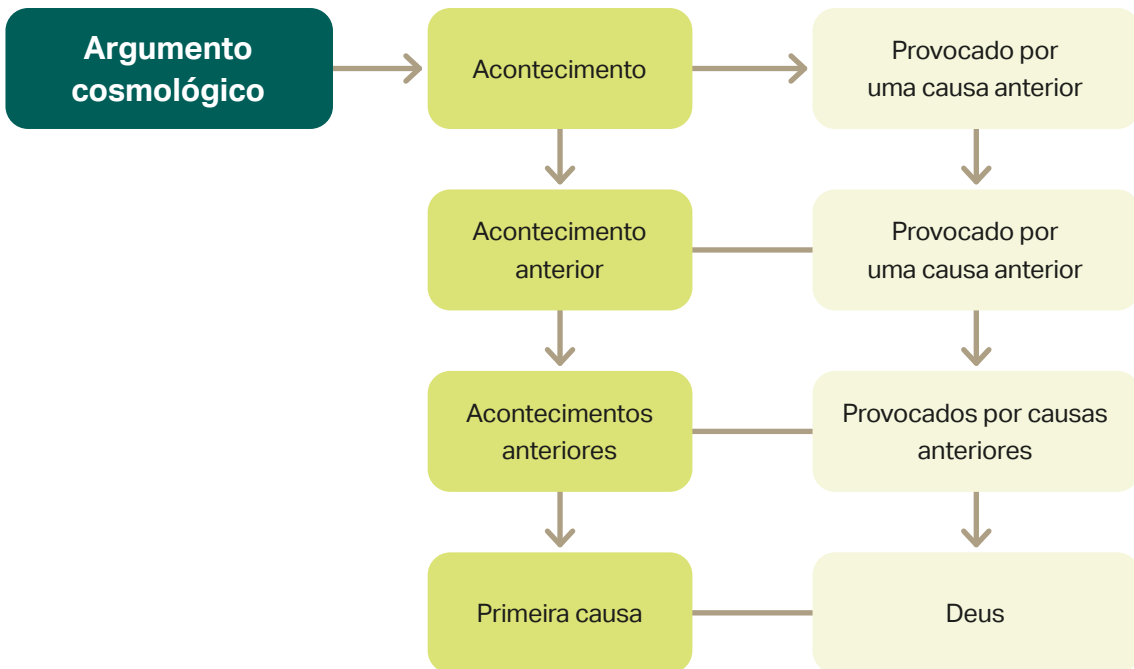 Argumento
cosmológico
Acontecimento
Provocado por
uma causa anterior
Acontecimento
anterior
Provocado por
uma causa anterior
Acontecimentos
anteriores
Provocados por causas
anteriores
Primeira causa
Deus